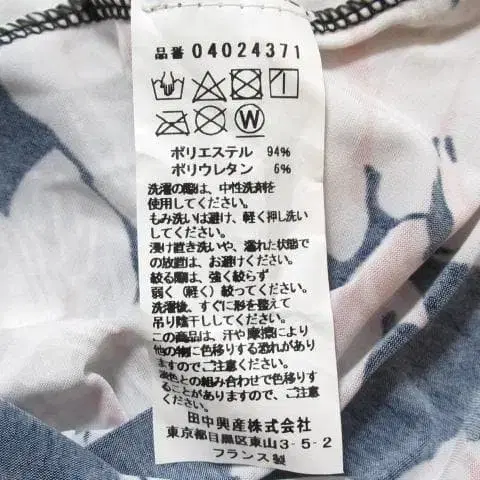 品番 04024371
W
ポリエステル 94%
ポリウレタン 6%
洗濯の際は、中性洗剤を
使用してください。
もみ洗いは避け、軽く押し洗い
してください。
浸け置き洗いや、濡れた状態で
の放置は、お避けください。
絞る際は、強く絞らず
弱く（軽く）絞ってください。
洗濯後、すぐに形を整えて
吊り陰干ししてください。
この商品は、汗や摩擦により
他の物に色移りする恐れがあり
ますのでご注意ください。
淡色との組み合わせで色移りす
ることがありますので、ご注意
ください。
田中興産株式会社
東京都目黒区東山3-5-2
フランス製